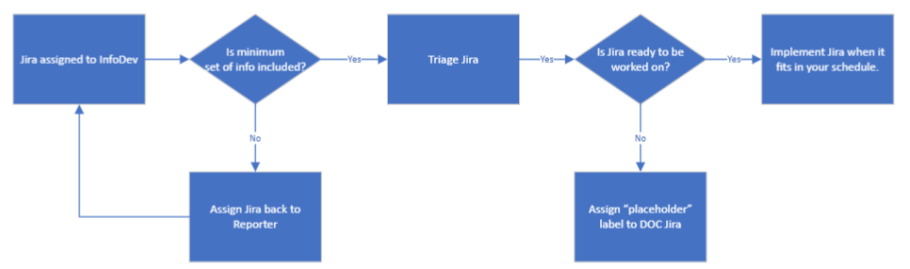 Jira assigned to InfoDev
Is minimum
set of info included?
Yes
Triage Jira
Yes
Is Jira ready to be
worked on?
Yes
Implement Jira when it
fits in your schedule.
No
No
Assign Jira back to
Reporter
Assign “placeholder”
label to DOC Jira